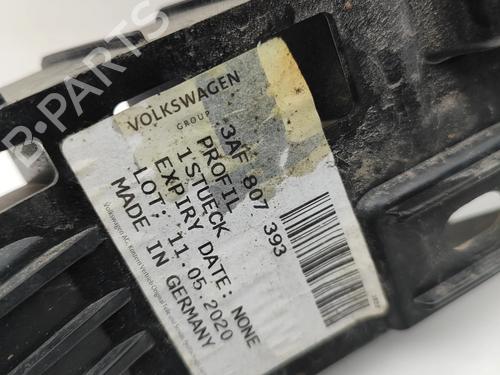 B-PARTS
VOLKSWAGEN
GROUP
3AF 807 393
PROFIL
1 STUECK
EXPIRY DATE: NONE
LOT: 11.05.2020
MADE IN GERMANY